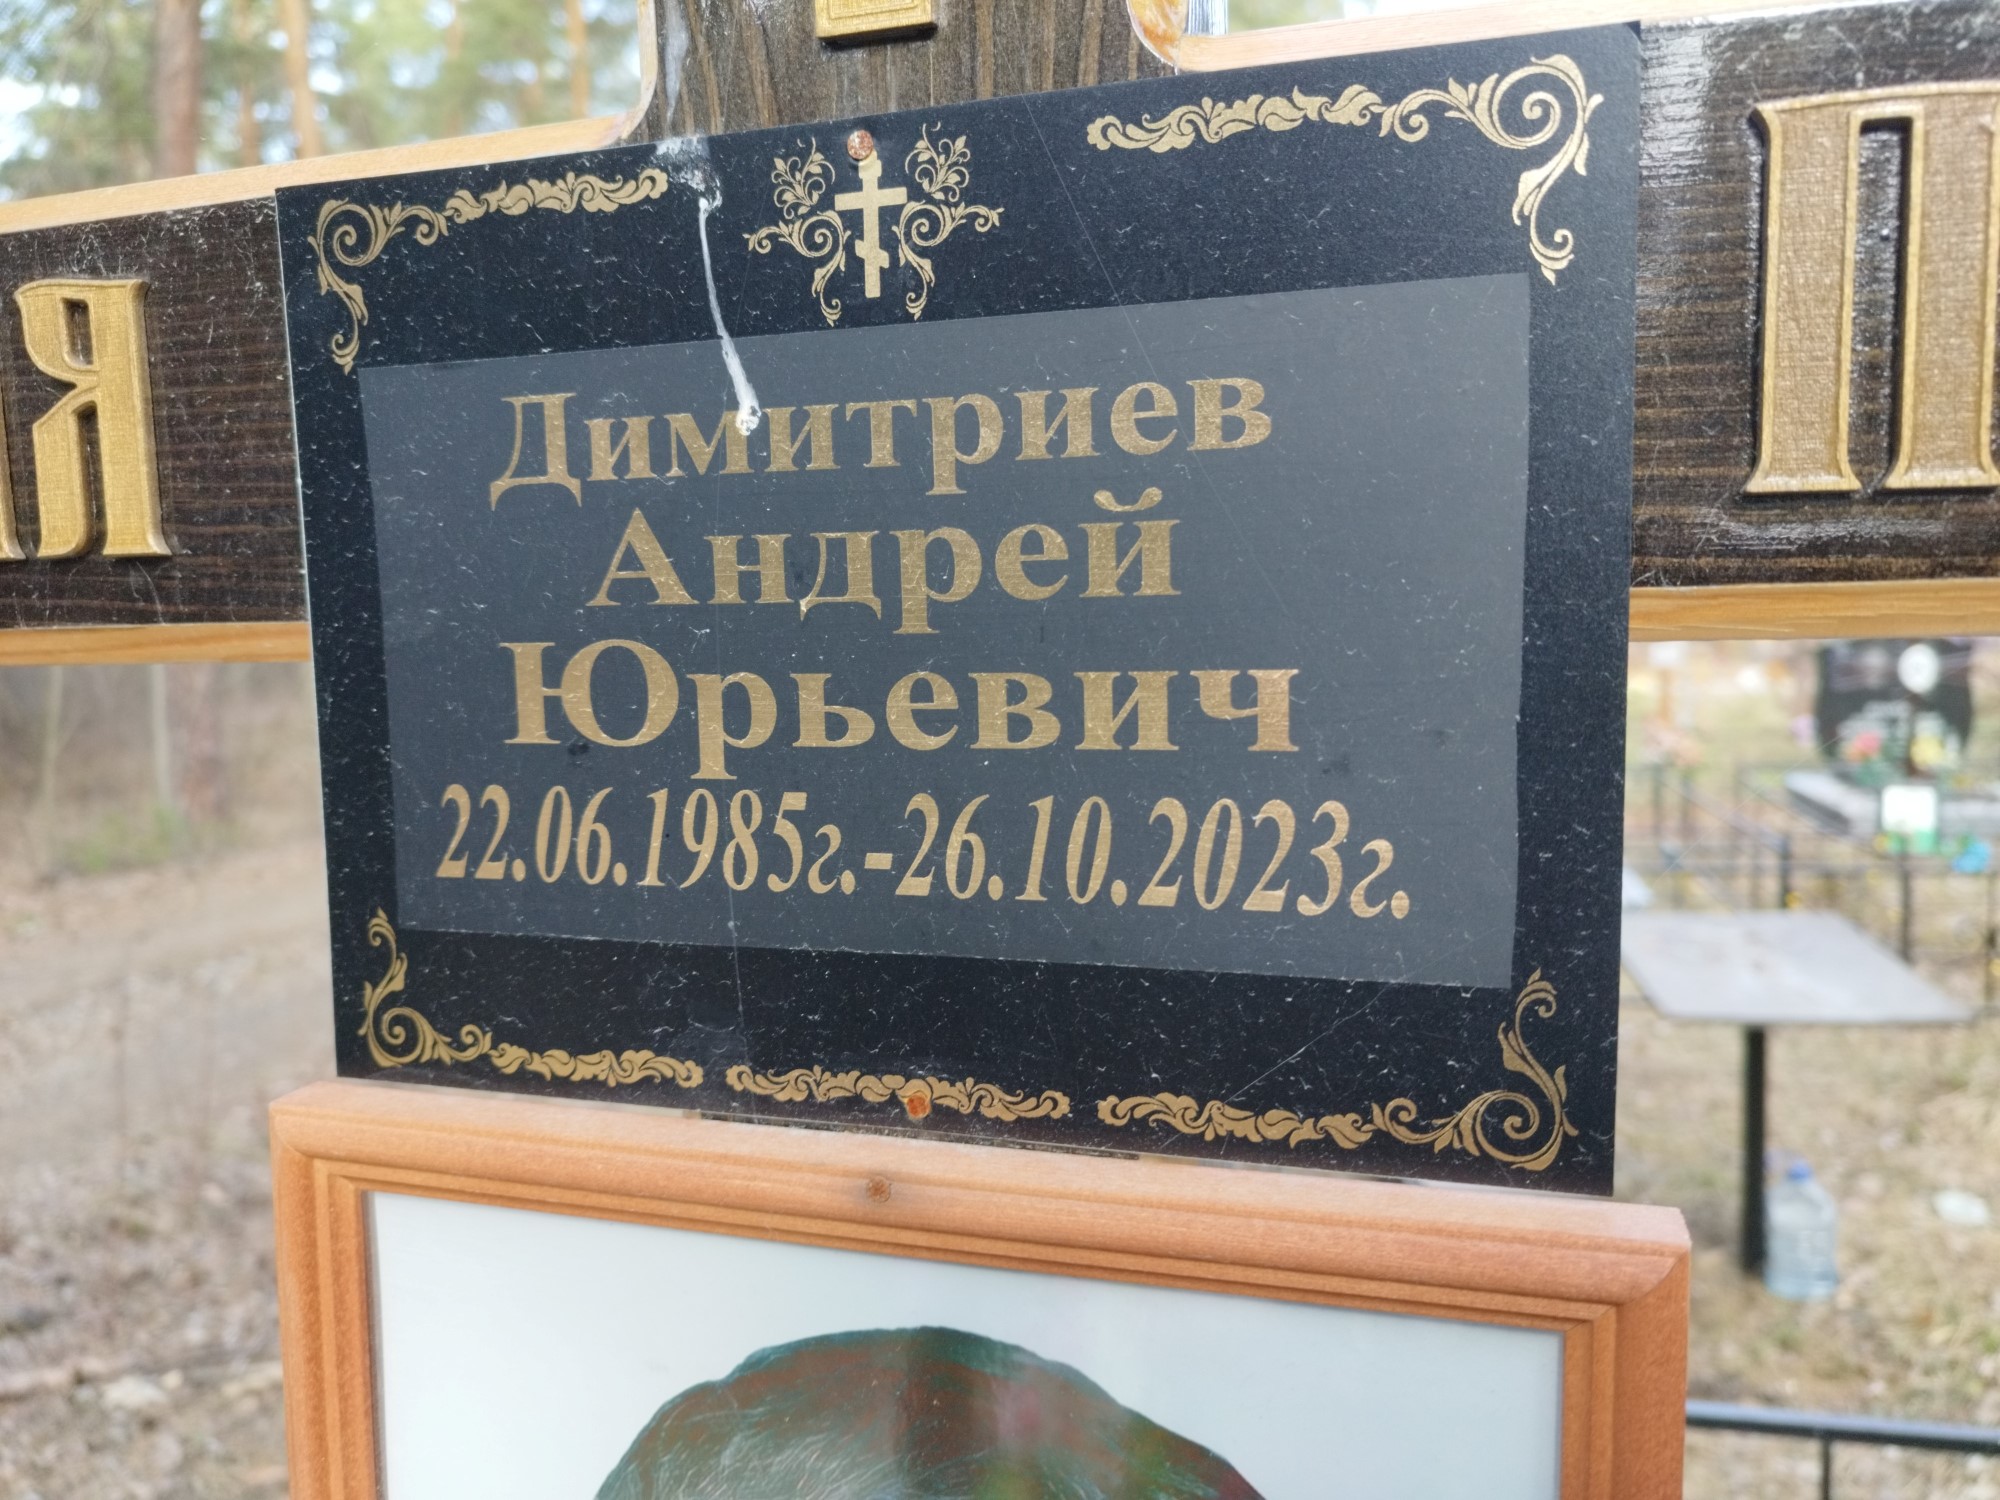 Димитриев
Андрей
Юрьевич
22.06.1985г.-26.10.2023г.